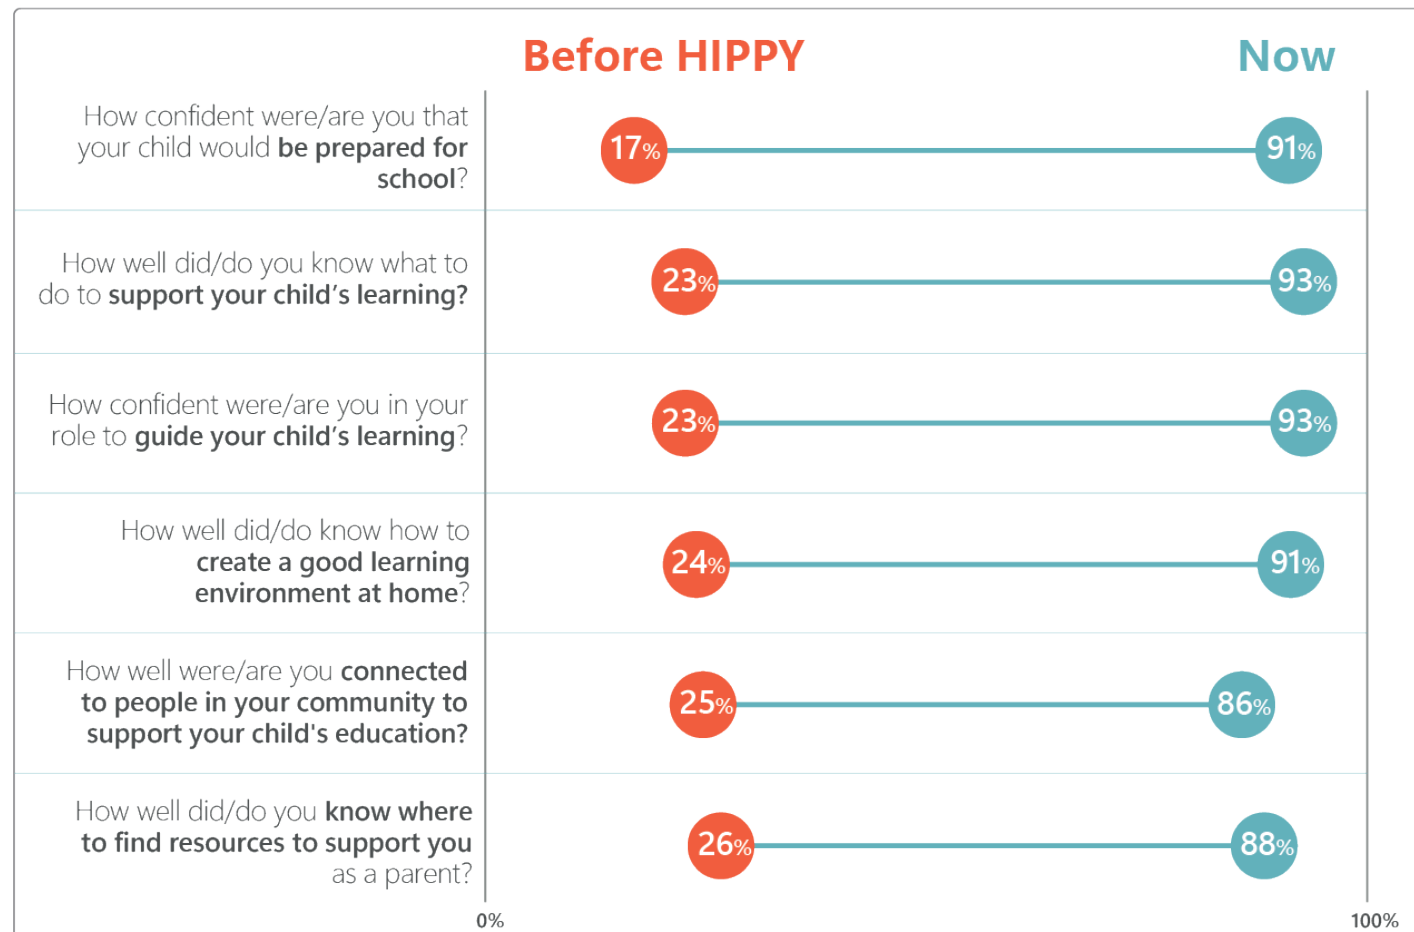 Before HIPPY
Now
How confident were/are you that
your child would be prepared for
school?
17%
91%
How well did/do you know what to
do to support your child’s learning?
23%
93%
How confident were/are you in your
role to guide your child’s learning?
23%
93%
How well did/do know how to
create a good learning
environment at home?
24%
91%
How well were/are you connected
to people in your community to
support your child's education?
25%
86%
How well did/do you know where
to find resources to support you
as a parent?
26%
88%
0%
100%